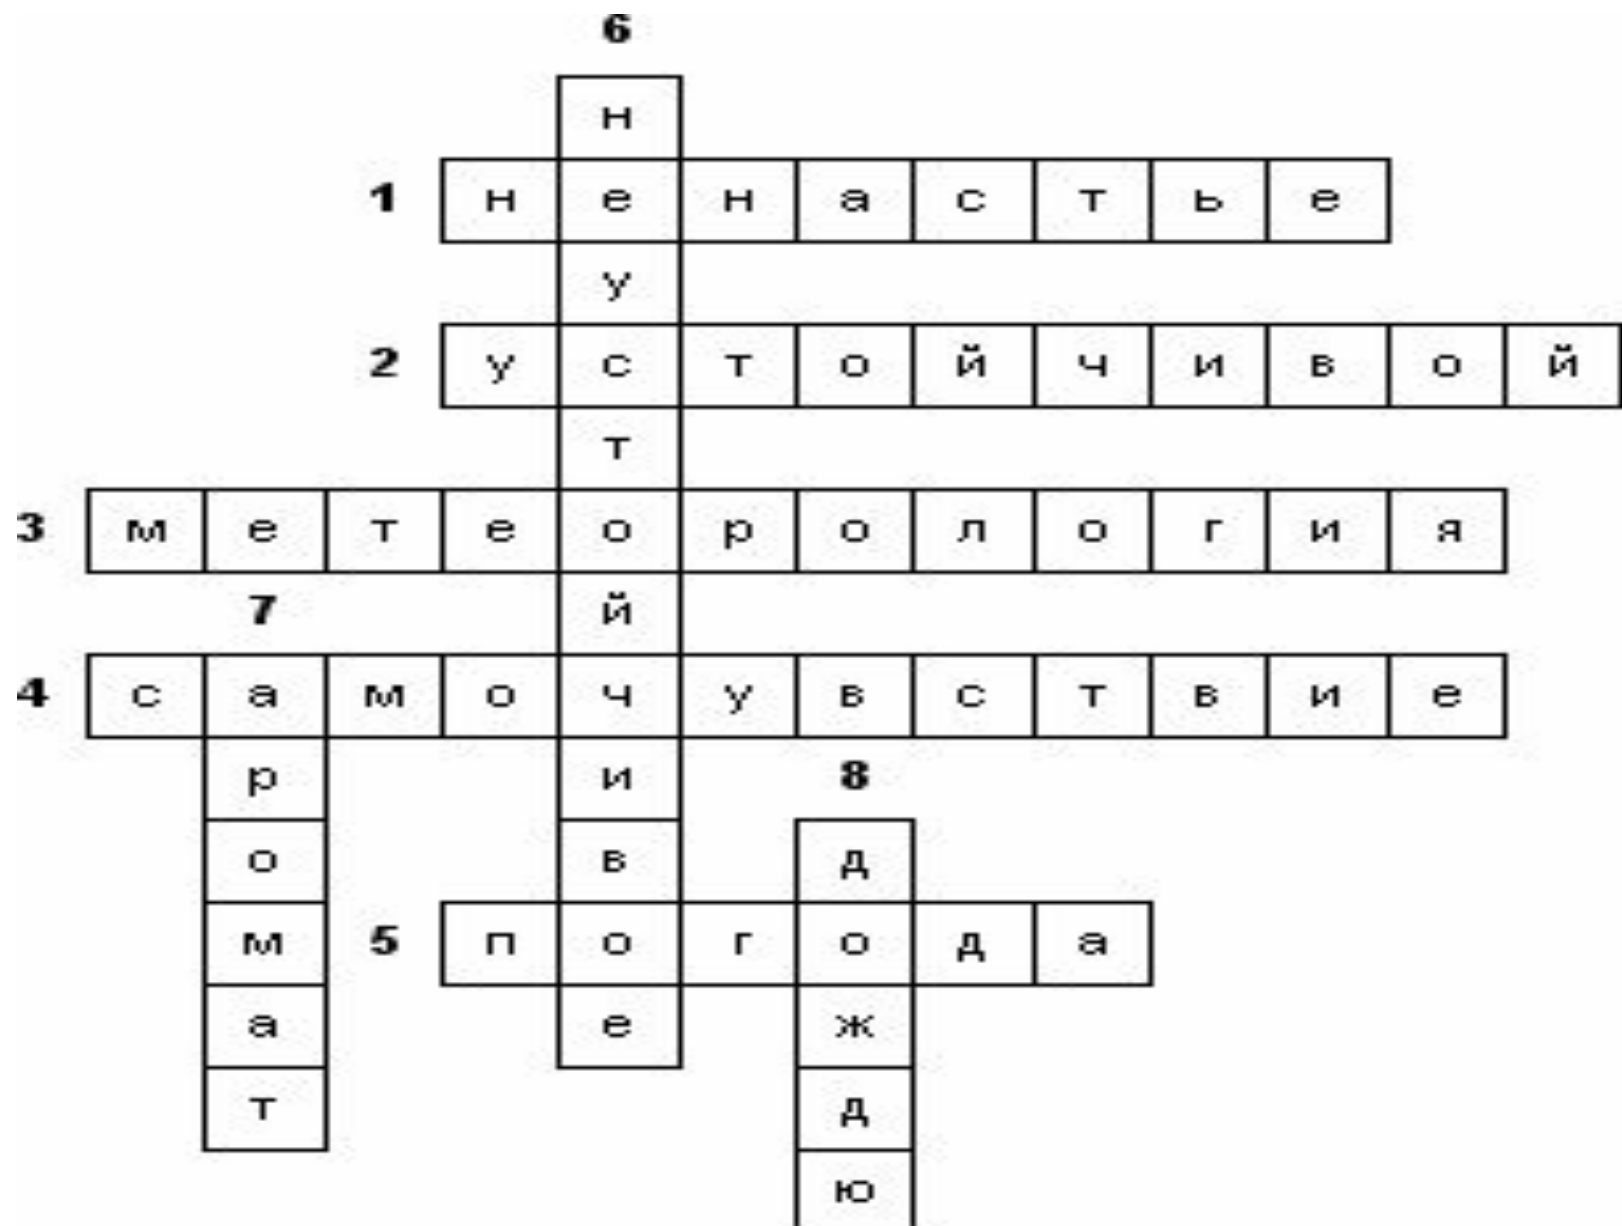 6
н
1 ненастье
у
2 устойчивой
т
3 метеорология
7 й
4 самочувствие
р и 8
о в д
м 5 погода
а е ж
т д
ю